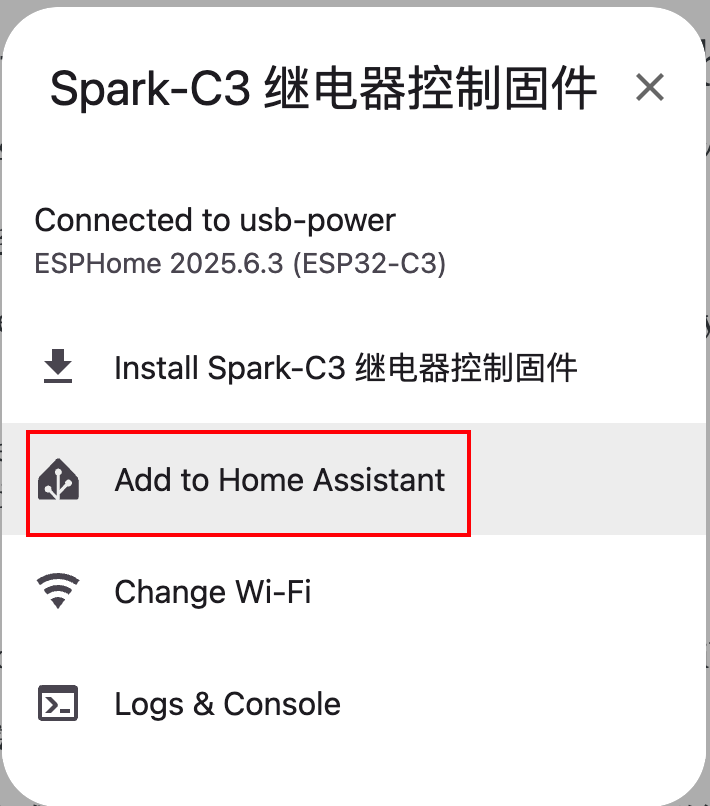 Spark-C3 继电器控制固件
Connected to usb-power
ESPHome 2025.6.3 (ESP32-C3)
Install Spark-C3 继电器控制固件
Add to Home Assistant
Change Wi-Fi
Logs & Console